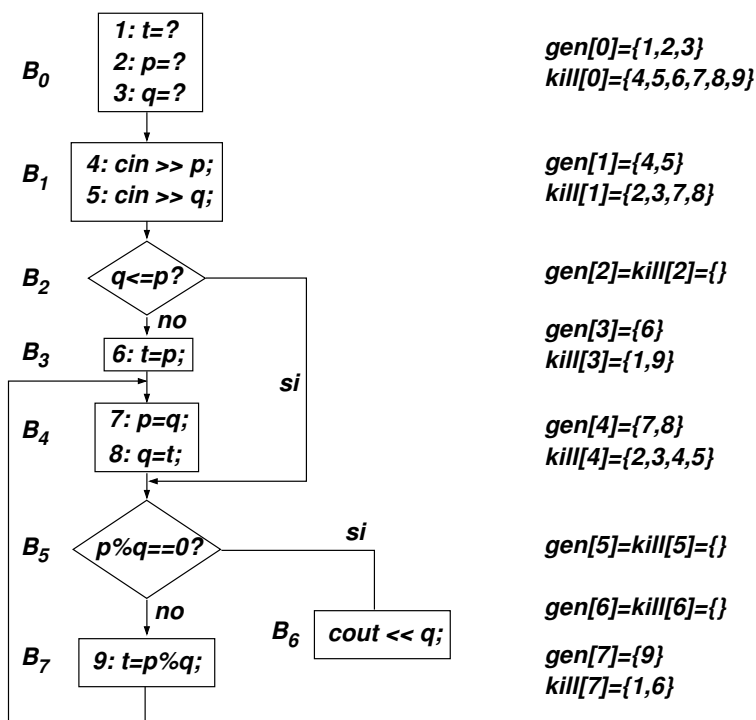 1: t=?
2: p=?
3: q=?
B0
gen[0]={1,2,3}
kill[0]={4,5,6,7,8,9}
4: cin >> p;
5: cin >> q;
B1
gen[1]={4,5}
kill[1]={2,3,7,8}
B2
q<=p?
gen[2]=kill[2]={}
no
gen[3]={6}
B3
6: t=p;
kill[3]={1,9}
si
7: p=q;
8: q=t;
B4
gen[4]={7,8}
kill[4]={2,3,4,5}
si
B5
p%q==0?
gen[5]=kill[5]={}
no
B6
cout << q;
gen[6]=kill[6]={}
B7
9: t=p%q;
gen[7]={9}
kill[7]={1,6}